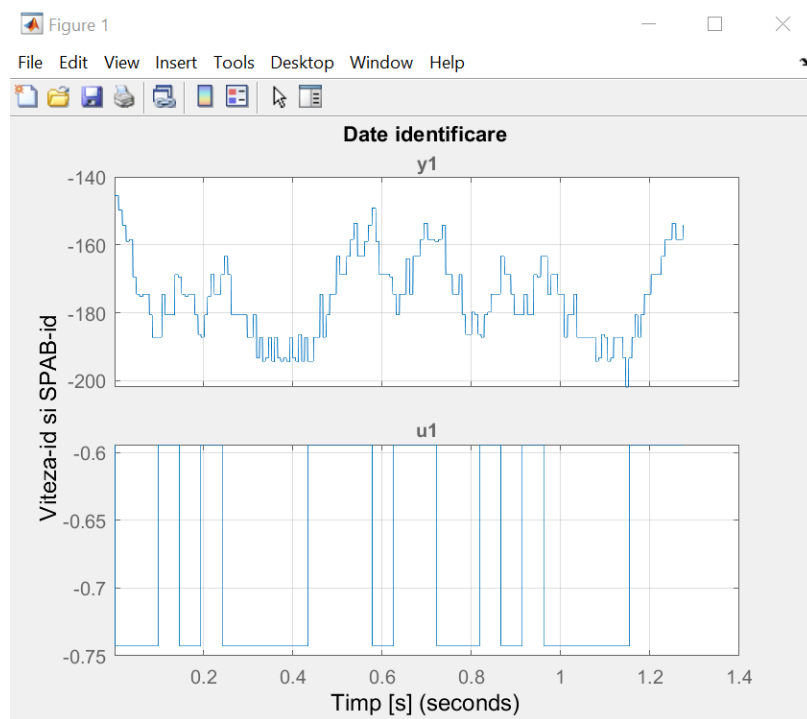 Figure 1
File Edit View Insert Tools Desktop Window Help
Date identificare
y1
-140
-160
-180
-200
Viteza-id si SPAB-id
u1
-0.6
-0.65
-0.7
-0.75
0.2 0.4 0.6 0.8 1 1.2 1.4
Timp [s] (seconds)